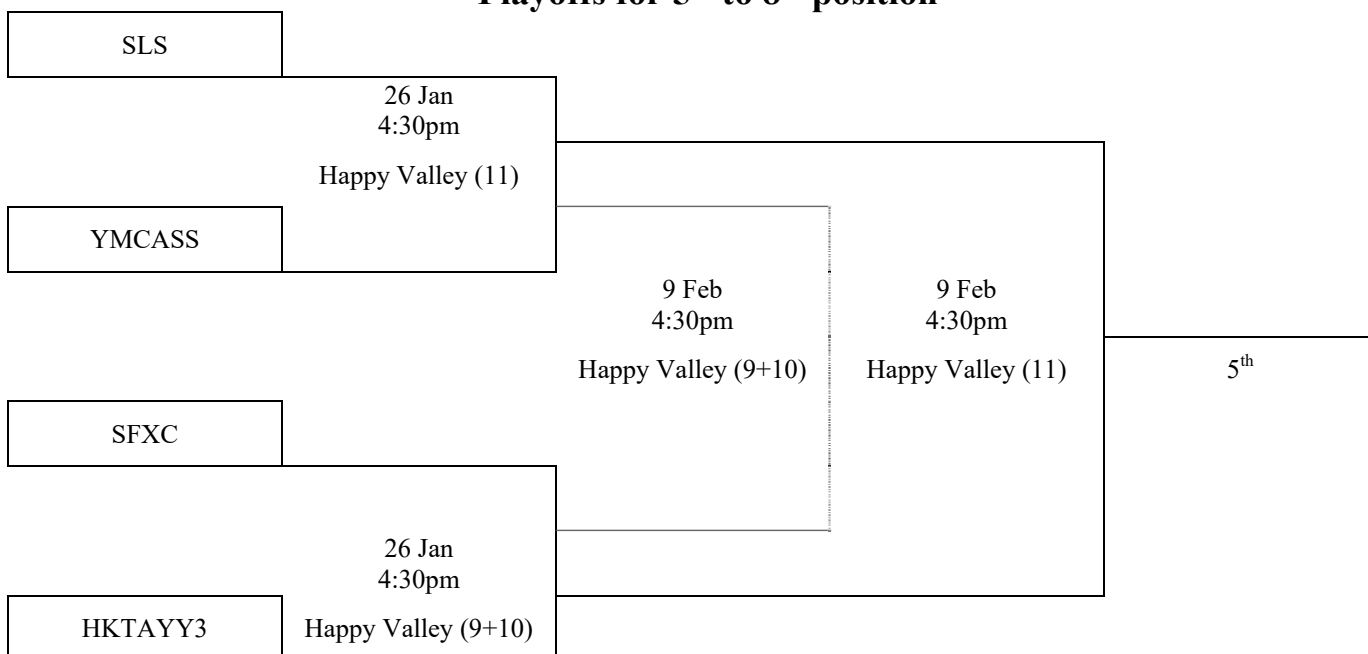 Playoffs for 5th to 8th position
SLS
26 Jan
4:30pm
Happy Valley (11)
YMCASS
9 Feb
4:30pm
Happy Valley (9+10)
9 Feb
4:30pm
Happy Valley (11)
5th
SFXC
26 Jan
4:30pm
Happy Valley (9+10)
HKTAYY3